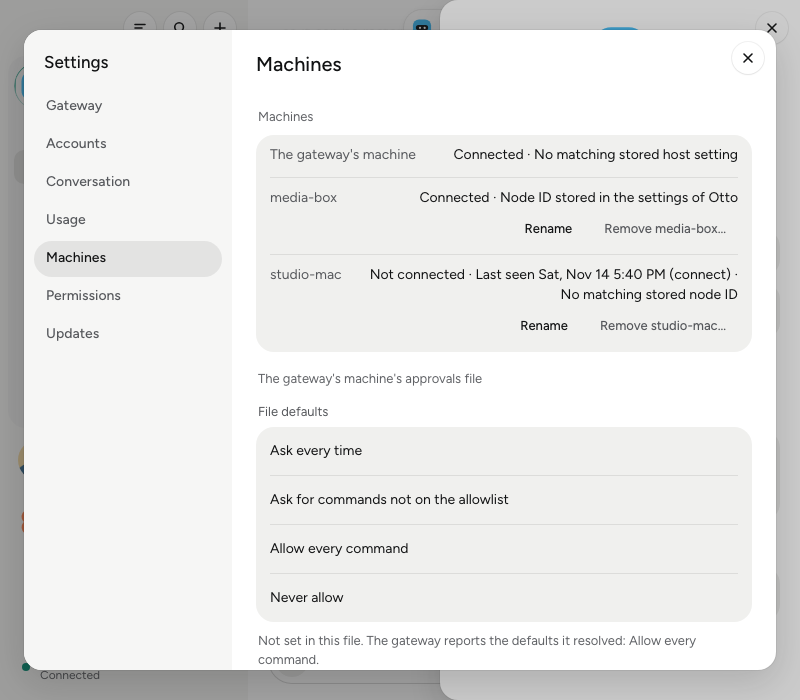 Settings
Gateway
Accounts
Conversation
Usage
Machines
Permissions
Updates
Connected
Machines
Machines
The gateway's machine Connected · No matching stored host setting
media-box Connected · Node ID stored in the settings of Otto
Rename Remove media-box...
studio-mac Not connected · Last seen Sat, Nov 14 5:40 PM (connect) ·
No matching stored node ID
Rename Remove studio-mac...
The gateway's machine's approvals file
File defaults
Ask every time
Ask for commands not on the allowlist
Allow every command
Never allow
Not set in this file. The gateway reports the defaults it resolved: Allow every
command.